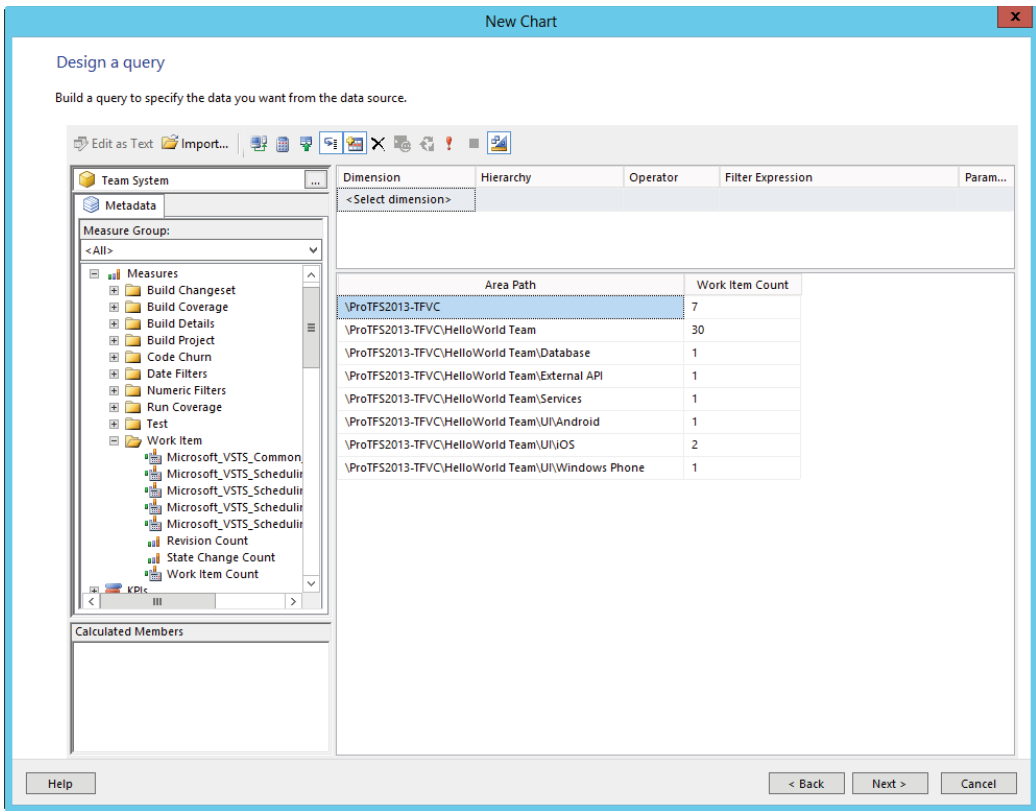 New Chart
x
Design a query
Build a query to specify the data you want from the data source.
Edit as Text Import...
Team System ...
Metadata
Measure Group:
<All>
Measures
Build Changeset
Build Coverage
Build Details
Build Project
Code Churn
Date Filters
Numeric Filters
Run Coverage
Test
Work Item
Microsoft_VSTS_Common_
Microsoft_VSTS_Schedulin
Microsoft_VSTS_Schedulin
Microsoft_VSTS_Schedulin
Microsoft_VSTS_Schedulin
Revision Count
State Change Count
Work Item Count
KPIs
Calculated Members
Dimension Hierarchy Operator Filter Expression Param...
<Select dimension>
Area Path Work Item Count
\ProTFS2013-TFVC 7
\ProTFS2013-TFVC\HelloWorld Team 30
\ProTFS2013-TFVC\HelloWorld Team\Database 1
\ProTFS2013-TFVC\HelloWorld Team\External API 1
\ProTFS2013-TFVC\HelloWorld Team\Services 1
\ProTFS2013-TFVC\HelloWorld Team\UI\Android 1
\ProTFS2013-TFVC\HelloWorld Team\UI\iOS 2
\ProTFS2013-TFVC\HelloWorld Team\UI\Windows Phone 1
Help < Back Next > Cancel